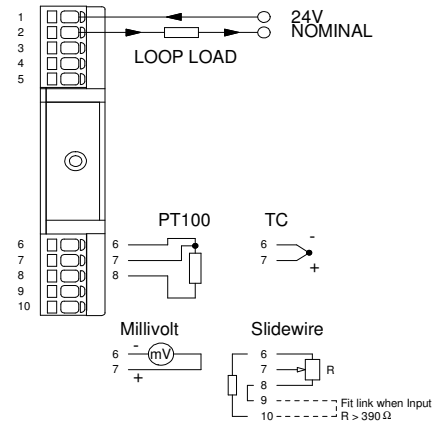 1
2
3
4
5
24V
NOMINAL
LOOP LOAD
6
7
8
9
10
PT100
6
7
8
TC
6 -
7 +
Millivolt
6 -
mV
7 +
Slidewire
6
7 R
8
9
10
Fit link when Input
R > 390 Ω